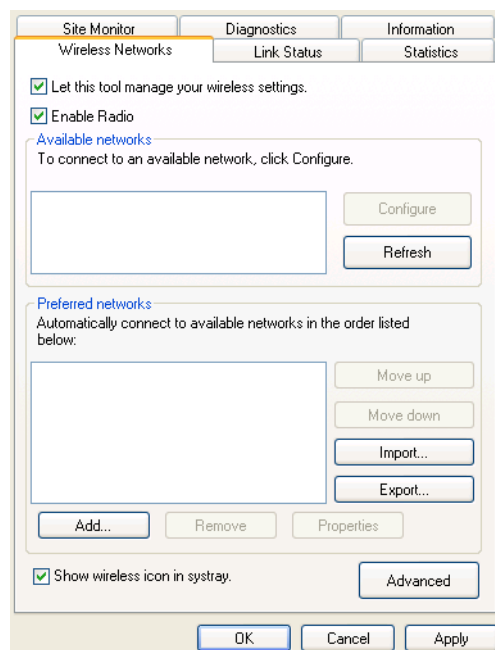 Site Monitor Diagnostics Information
Wireless Networks Link Status Statistics
Let this tool manage your wireless settings.
Enable Radio
Available networks
To connect to an available network, click Configure.
Configure
Refresh
Preferred networks
Automatically connect to available networks in the order listed
below:
Move up
Move down
Import...
Export...
Add... Remove Properties
Show wireless icon in systray.
Advanced
OK Cancel Apply